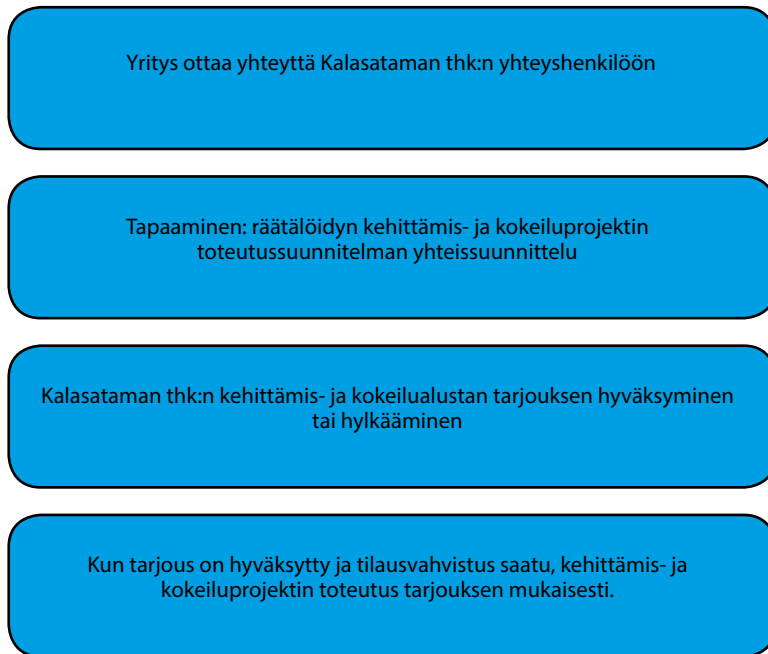 Yritys ottaa yhteyttä Kalasataman thk:n yhteyshenkilöön
Tapaaminen: räätälöidyn kehittämis- ja kokeiluprojektin
toteutussuunnitelman yhteissuunnittelu
Kalasataman thk:n kehittämis- ja kokeilualustan tarjouksen hyväksyminen
tai hylkääminen
Kun tarjous on hyväksytty ja tilausvahvistus saatu, kehittämis- ja
kokeiluprojektin toteutus tarjouksen mukaisesti.